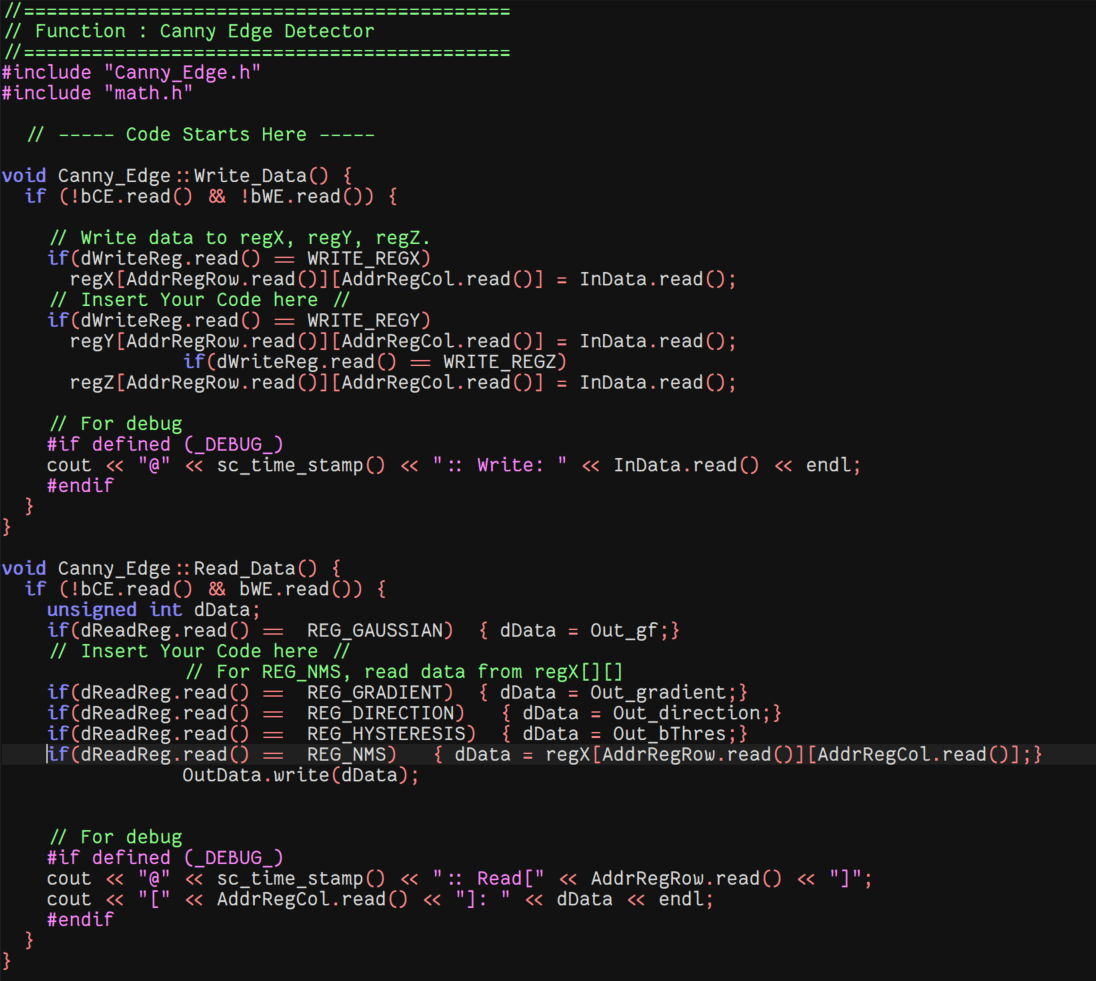 //===========================================
// Function : Canny Edge Detector
//===========================================
#include "Canny_Edge.h"
#include "math.h"
// ----- Code Starts Here -----
void Canny_Edge::Write_Data() {
if (!bCE.read() && !bWE.read()) {
// Write data to regX, regY, regZ.
if(dWriteReg.read() == WRITE_REGX)
regX[AddrRegRow.read()][AddrRegCol.read()] = InData.read();
// Insert Your Code here //
if(dWriteReg.read() == WRITE_REGY)
regY[AddrRegRow.read()][AddrRegCol.read()] = InData.read();
if(dWriteReg.read() == WRITE_REGZ)
regZ[AddrRegRow.read()][AddrRegCol.read()] = InData.read();
// For debug
#if defined (_DEBUG_)
cout << "@" << sc_time_stamp() << ":: Write: " << InData.read() << endl;
#endif
}
}
void Canny_Edge::Read_Data() {
if (!bCE.read() && bWE.read()) {
unsigned int dData;
if(dReadReg.read() ==  REG_GAUSSIAN)  { dData = Out_gf;}
// Insert Your Code here //
// For REG_NMS, read data from regX[][]
if(dReadReg.read() ==  REG_GRADIENT)  { dData = Out_gradient;}
if(dReadReg.read() ==  REG_DIRECTION)   { dData = Out_direction;}
if(dReadReg.read() ==  REG_HYSTERESIS)  { dData = Out_bThres;}
if(dReadReg.read() ==  REG_NMS)   { dData = regX[AddrRegRow.read()][AddrRegCol.read()];}
OutData.write(dData);
// For debug
#if defined (_DEBUG_)
cout << "@" << sc_time_stamp() << ":: Read[" << AddrRegRow.read() << "]";
cout << "[" << AddrRegCol.read() << "]: " << dData << endl;
#endif
}
}